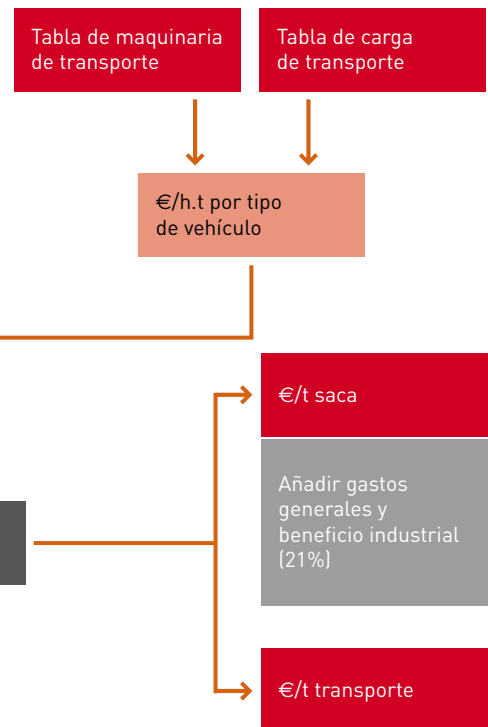 Tabla de maquinaria
de transporte
Tabla de carga
de transporte
€/h.t por tipo
de vehículo
€/t saca
Añadir gastos
generales y
beneficio industrial
(21%)
€/t transporte